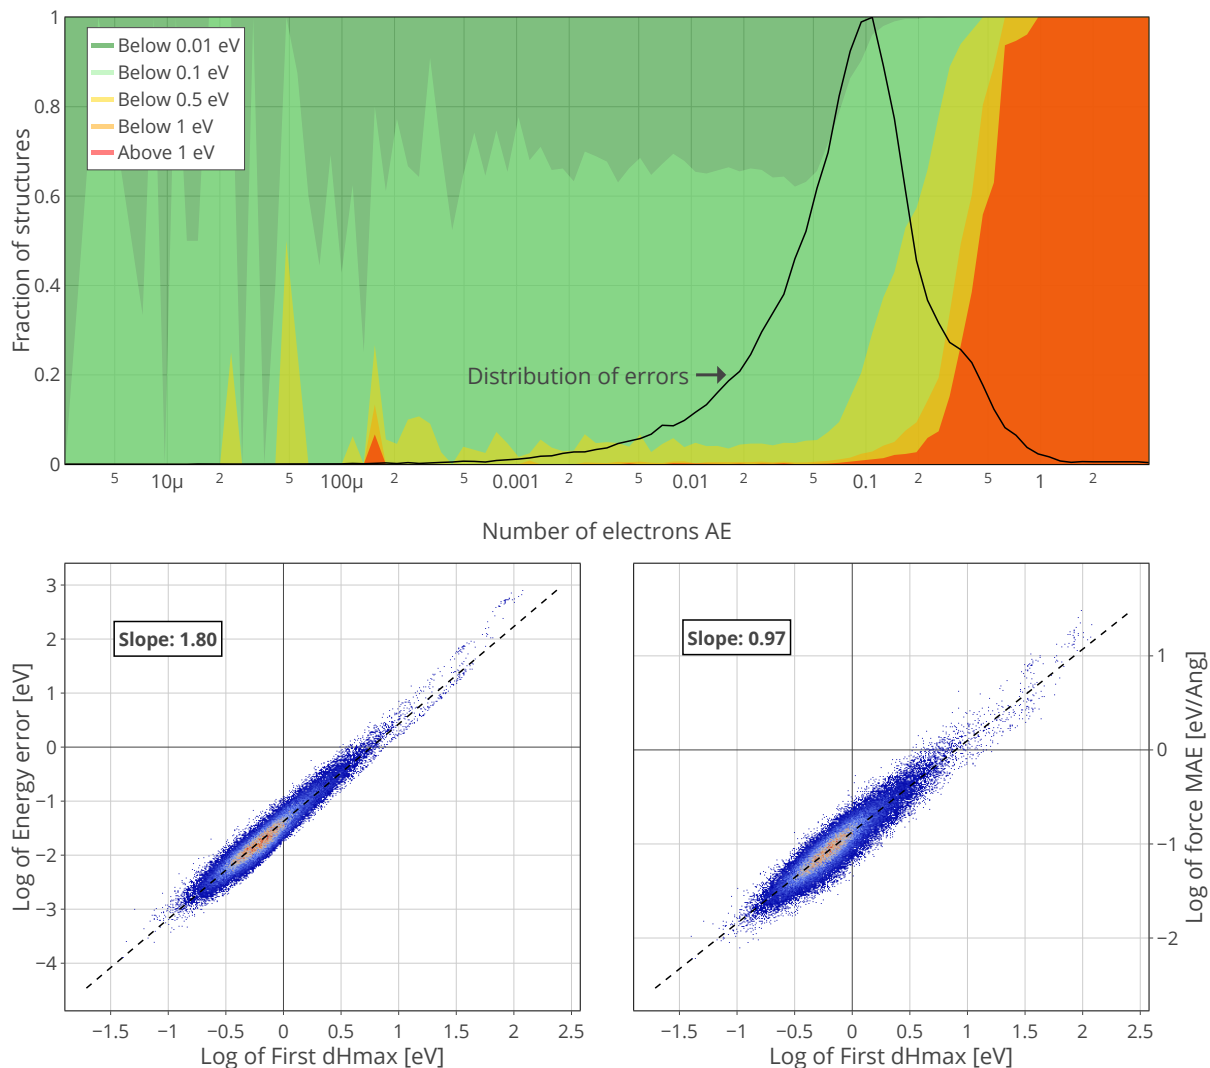 1
0.8
0.6
0.4
0.2
0
Fraction of structures
Below 0.01 eV
Below 0.1 eV
Below 0.5 eV
Below 1 eV
Above 1 eV
Distribution of errors
5 10μ 2 5 100μ 2 5 0.001 2 5 0.01 2 5 0.1 2 5 1 2
Number of electrons AE
3
2
1
0
−1
−2
−3
−4
Log of Energy error [eV]
Slope: 1.80
−1.5 −1 −0.5 0 0.5 1 1.5 2 2.5
Log of First dHmax [eV]
Slope: 0.97
1
0
−1
−2
Log of force MAE [eV/Ang]
−1.5 −1 −0.5 0 0.5 1 1.5 2 2.5
Log of First dHmax [eV]